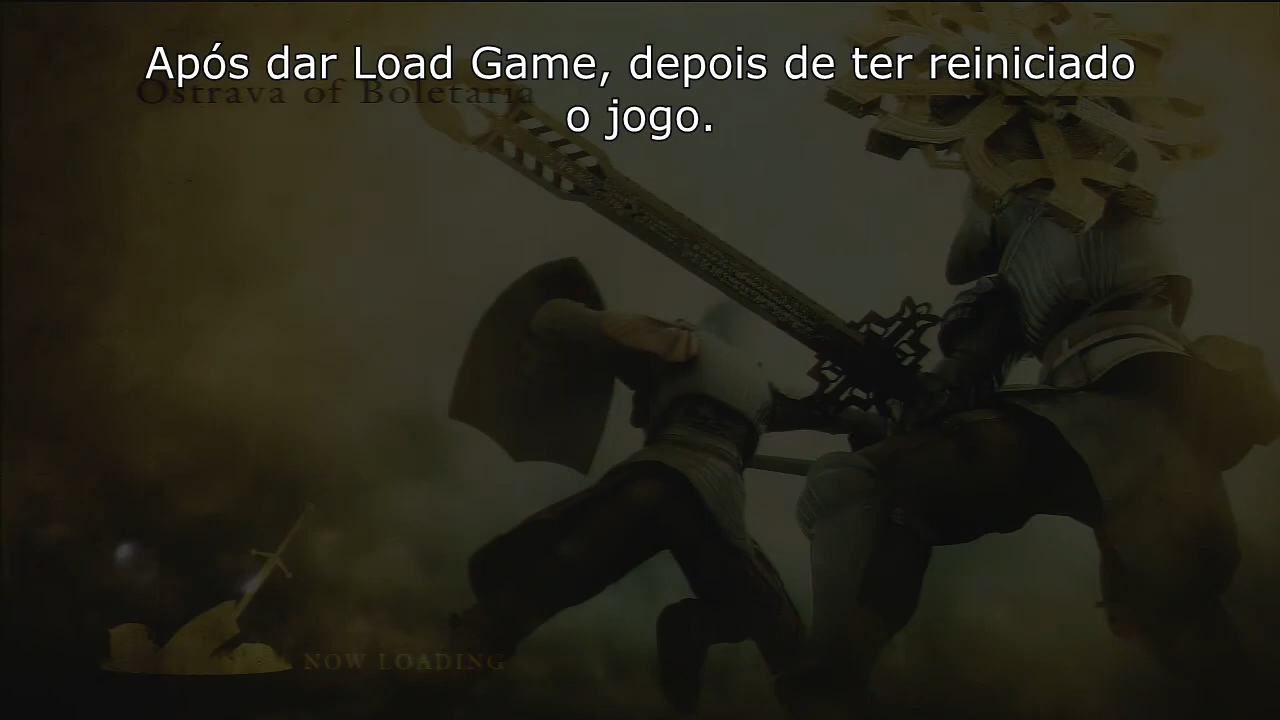 Após dar Load Game, depois de ter reiniciado
Ostrava of Boletaria
o jogo.
NOW LOADING